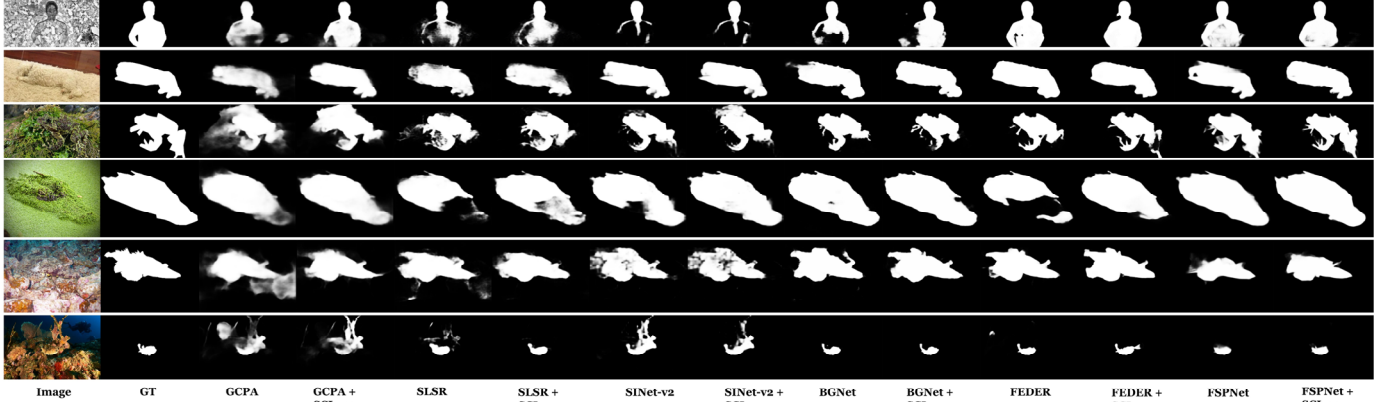 Image GT GCPA GCPA + SLSR SLSR + SINet-v2 SINet-v2 + BGNet BGNet + FEDER FEDER + FSPNet FSPNet +